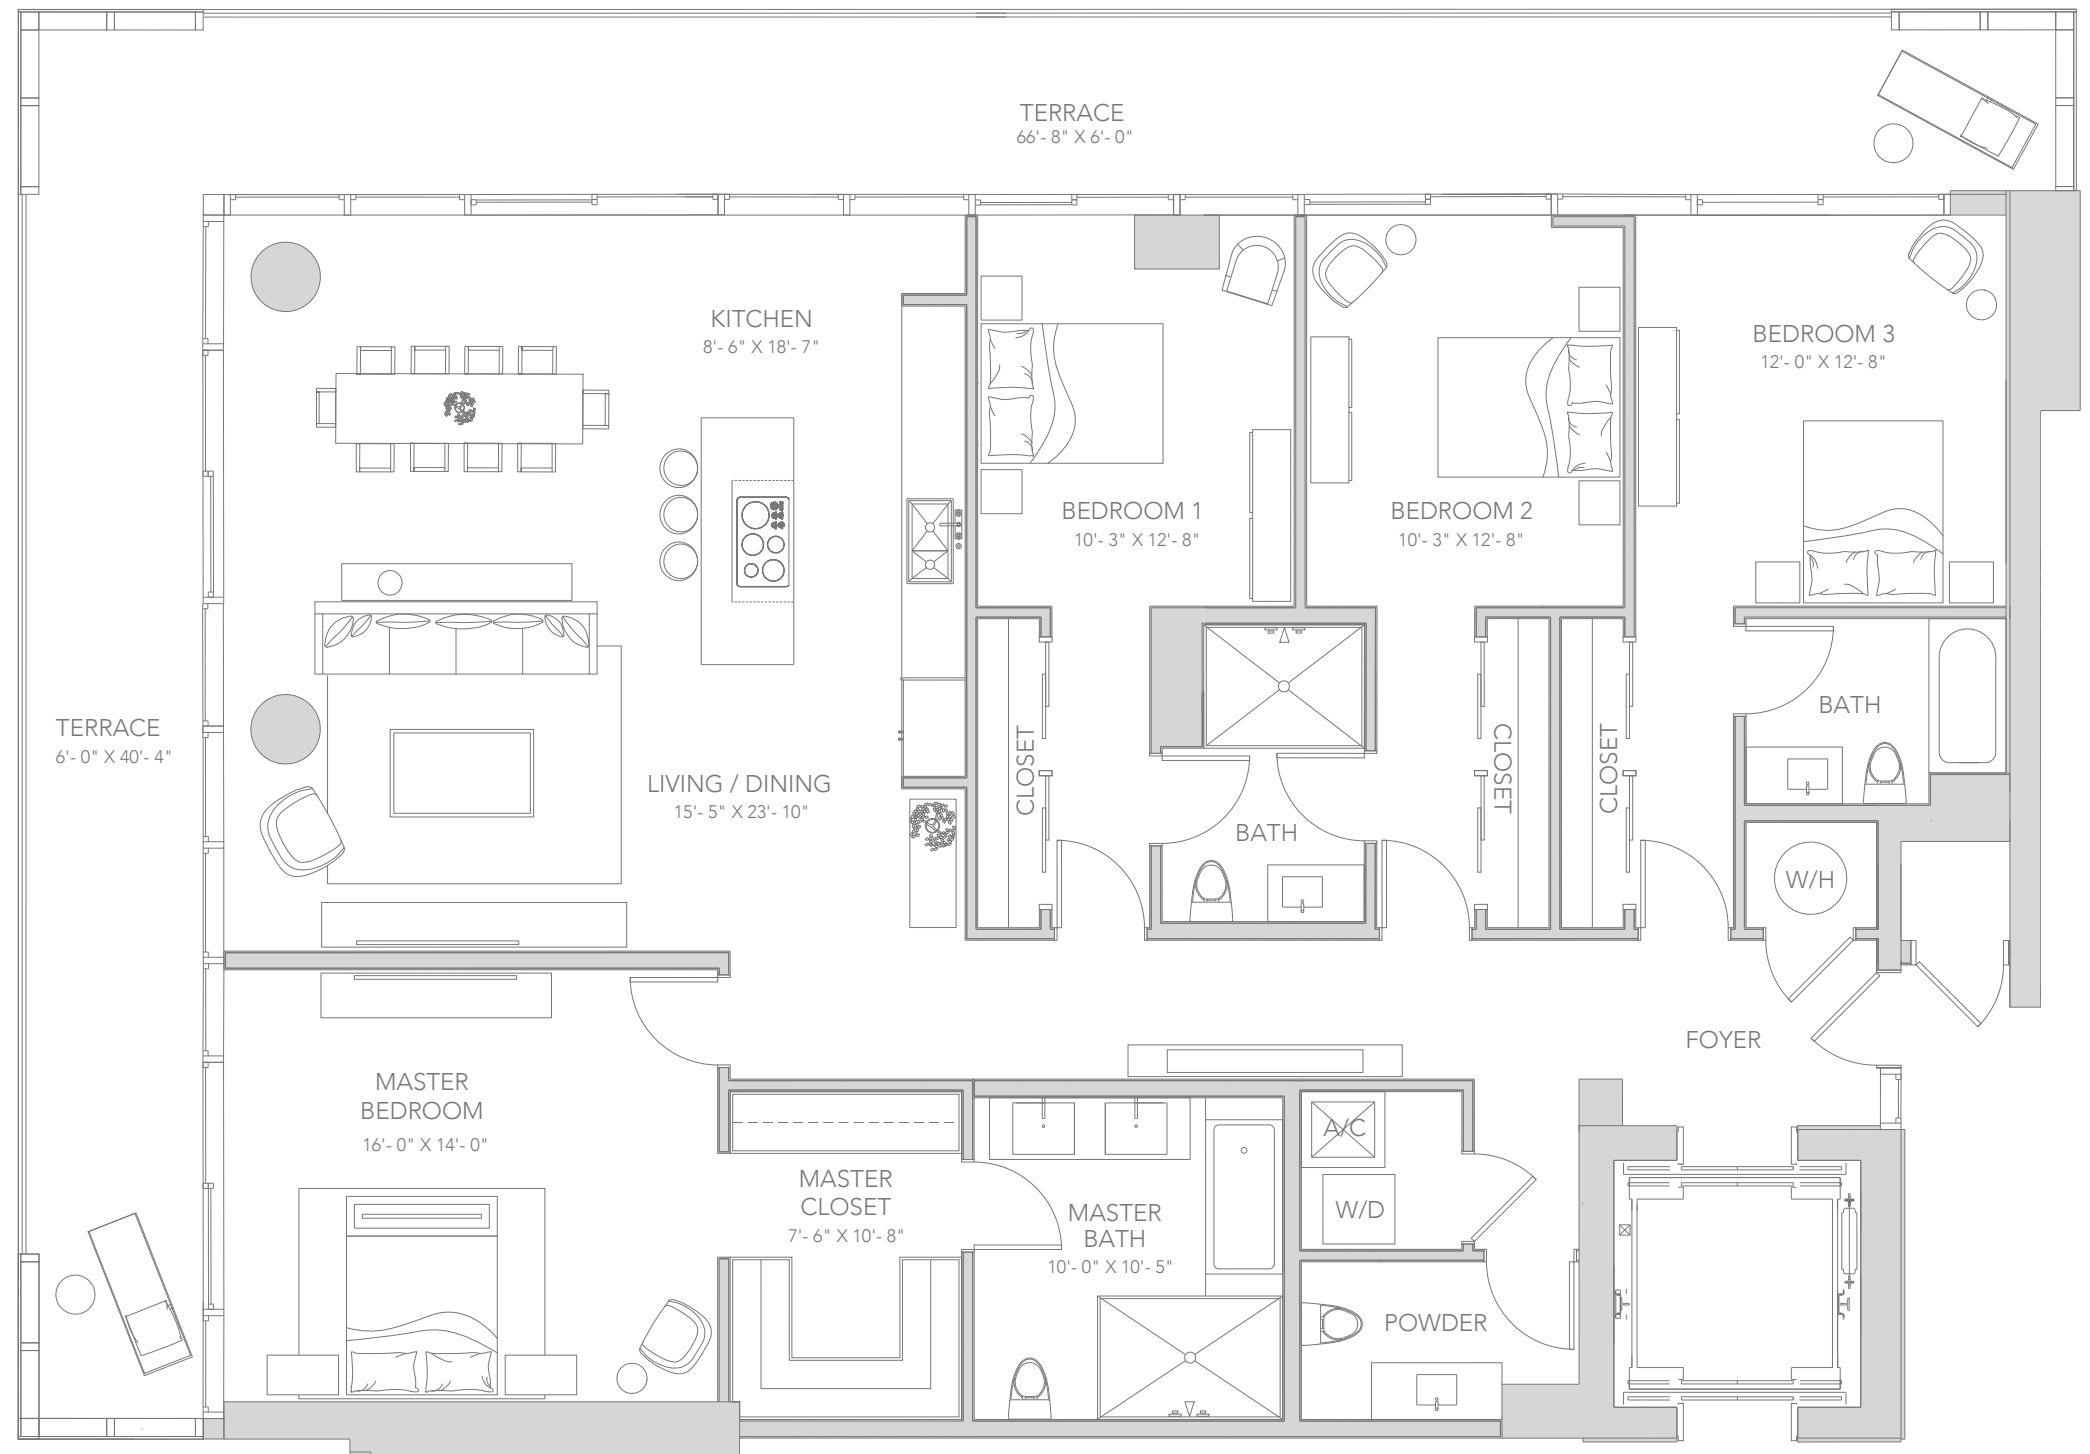 TERRACE
66'- 8" X 6'- 0"
KITCHEN
8'- 6" X 18'- 7"
BEDROOM 3
12'- 0" X 12'- 8"
BEDROOM 1
10'- 3" X 12'- 8"
BEDROOM 2
10'- 3" X 12'- 8"
TERRACE
6'- 0" X 40'- 4"
LIVING / DINING
15'- 5" X 23'- 10"
CLOSET
BATH
CLOSET
CLOSET
BATH
W/H
FOYER
MASTER
BEDROOM
16'- 0" X 14'- 0"
MASTER
CLOSET
7'- 6" X 10'- 8"
MASTER
BATH
10'- 0" X 10'- 5"
A/C
W/D
POWDER